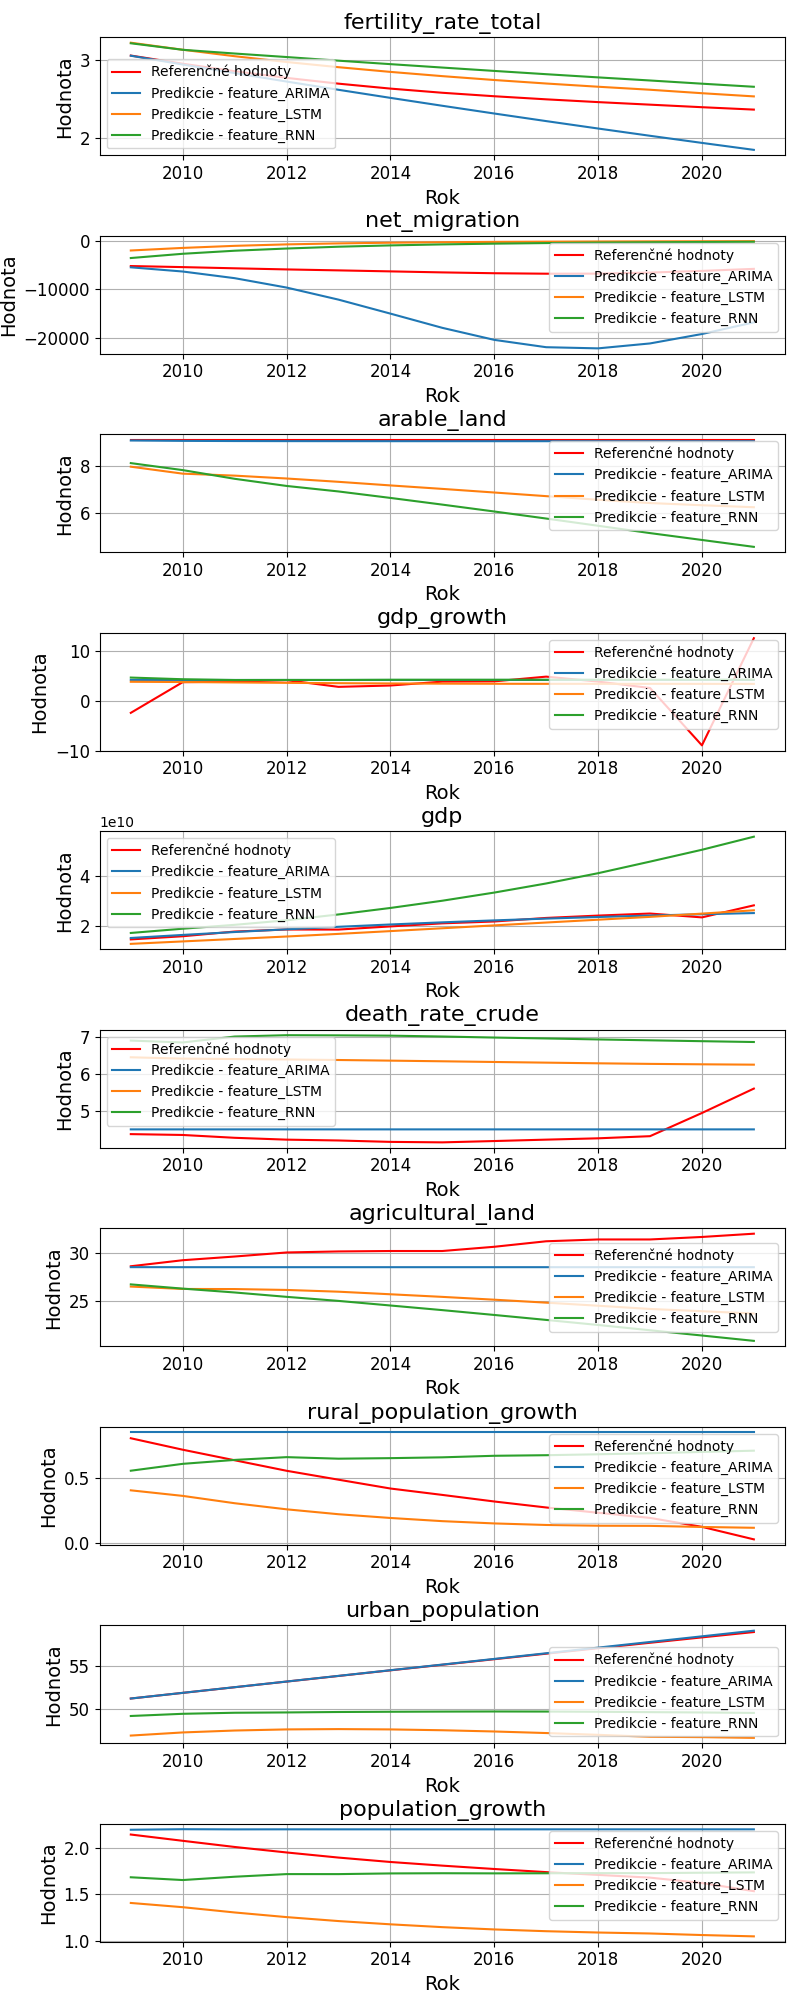 fertility_rate_total
3
2
Hodnota
Referenčné hodnoty
Predikcie - feature_ARIMA
Predikcie - feature_LSTM
Predikcie - feature_RNN
2010 2012 2014 2016 2018 2020
Rok
net_migration
0
−10000
−20000
Hodnota
Referenčné hodnoty
Predikcie - feature_ARIMA
Predikcie - feature_LSTM
Predikcie - feature_RNN
2010 2012 2014 2016 2018 2020
Rok
arable_land
8
6
Hodnota
Referenčné hodnoty
Predikcie - feature_ARIMA
Predikcie - feature_LSTM
Predikcie - feature_RNN
2010 2012 2014 2016 2018 2020
Rok
gdp_growth
10
0
−10
Hodnota
Referenčné hodnoty
Predikcie - feature_ARIMA
Predikcie - feature_LSTM
Predikcie - feature_RNN
2010 2012 2014 2016 2018 2020
Rok
gdp
1e10
4
2
Hodnota
Referenčné hodnoty
Predikcie - feature_ARIMA
Predikcie - feature_LSTM
Predikcie - feature_RNN
2010 2012 2014 2016 2018 2020
Rok
death_rate_crude
7
6
5
Hodnota
Referenčné hodnoty
Predikcie - feature_ARIMA
Predikcie - feature_LSTM
Predikcie - feature_RNN
2010 2012 2014 2016 2018 2020
Rok
agricultural_land
30
25
Hodnota
Referenčné hodnoty
Predikcie - feature_ARIMA
Predikcie - feature_LSTM
Predikcie - feature_RNN
2010 2012 2014 2016 2018 2020
Rok
rural_population_growth
0.5
0.0
Hodnota
Referenčné hodnoty
Predikcie - feature_ARIMA
Predikcie - feature_LSTM
Predikcie - feature_RNN
2010 2012 2014 2016 2018 2020
Rok
urban_population
55
50
Hodnota
Referenčné hodnoty
Predikcie - feature_ARIMA
Predikcie - feature_LSTM
Predikcie - feature_RNN
2010 2012 2014 2016 2018 2020
Rok
population_growth
2.0
1.5
1.0
Hodnota
Referenčné hodnoty
Predikcie - feature_ARIMA
Predikcie - feature_LSTM
Predikcie - feature_RNN
2010 2012 2014 2016 2018 2020
Rok